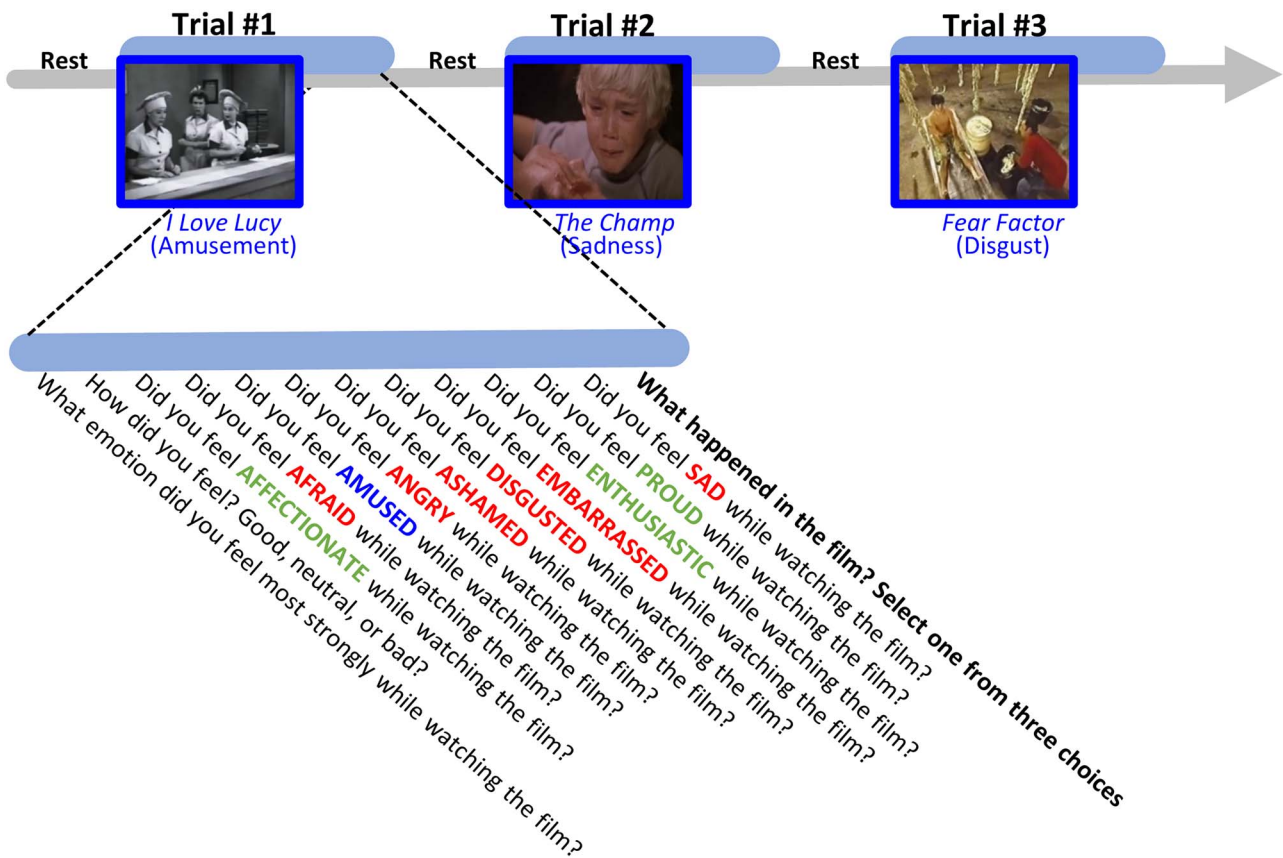 Trial #1
Trial #2
Trial #3
Rest
Rest
Rest
I Love Lucy
(Amusement)
The Champ
(Sadness)
Fear Factor
(Disgust)
What emotion did you feel most strongly while watching the film?
How did you feel? Good, neutral, or bad?
Did you feel AFFECTIONATE while watching the film?
Did you feel AFRAID while watching the film?
Did you feel AMUSED while watching the film?
Did you feel ANGRY while watching the film?
Did you feel ASHAMED while watching the film?
Did you feel DISGUSTED while watching the film?
Did you feel EMBARRASSED while watching the film?
Did you feel ENTHUSIASTIC while watching the film?
Did you feel PROUD while watching the film?
Did you feel SAD while watching the film?
What happened in the film? Select one from three choices